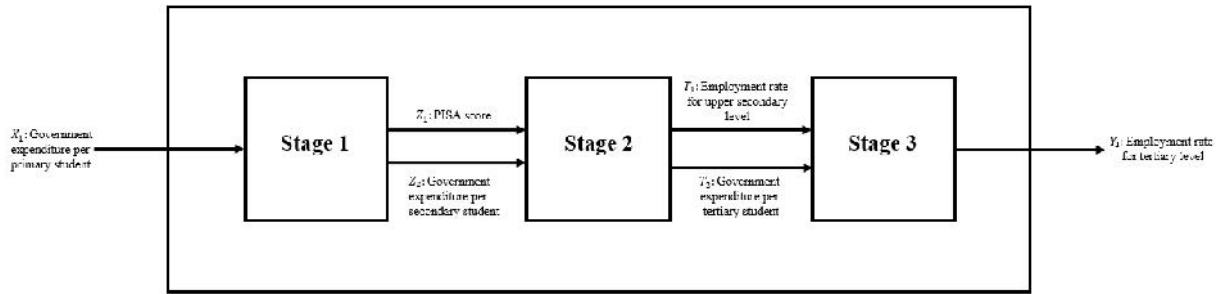 X₁: Government
expenditure per
primary student
Stage 1
Z₁: PISA score
Z₂: Government
expenditure per
secondary student
Stage 2
T₁: Employment rate
for upper secondary
level
T₂: Government
expenditure per
tertiary student
Stage 3
Y₁: Employment rate
for tertiary level